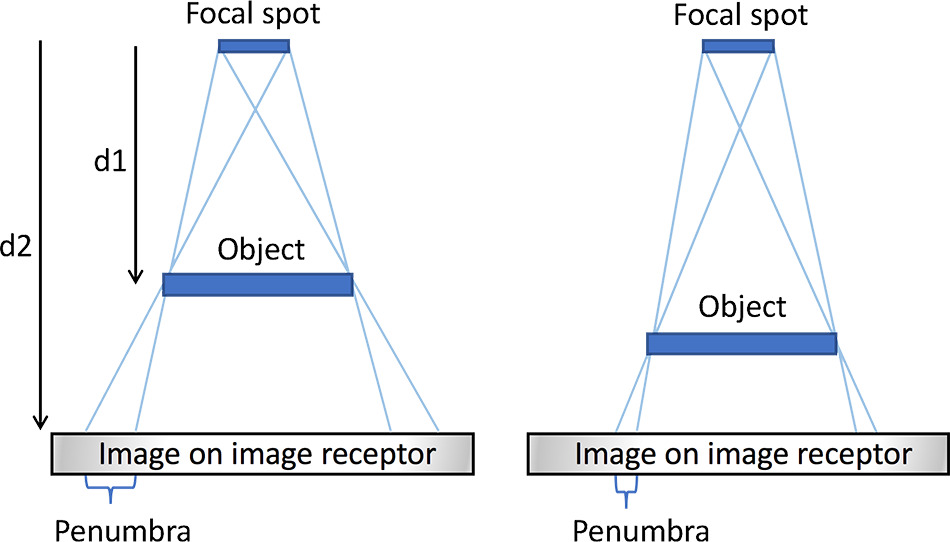 Focal spot
d1
d2
Object
Image on image receptor
Penumbra
Focal spot
Object
Image on image receptor
Penumbra